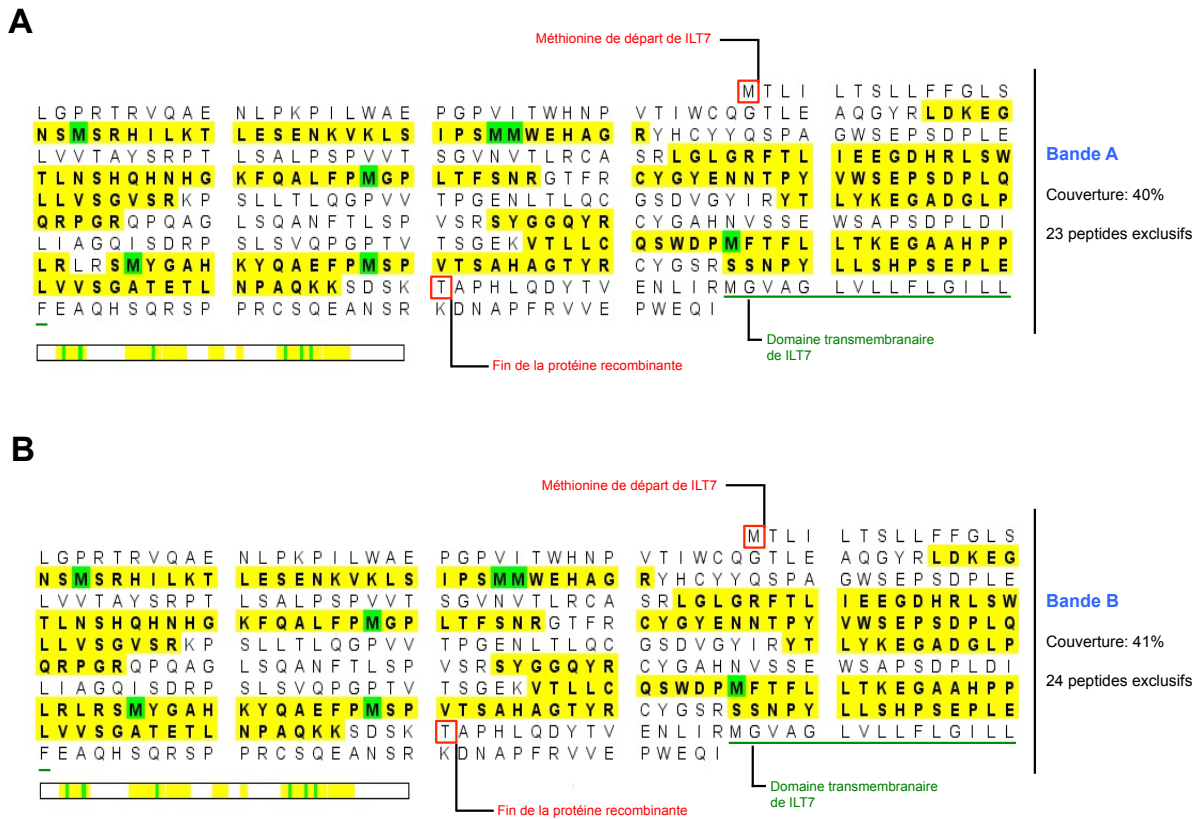 A
Méthionine de départ de ILT7
M T L I L T S L L F F G L S
L G P R T R V Q A E N L P K P I L W A E P G P V I T W H N P V T I W C Q G T L E A Q G Y R L D K E G
N S M S R H I L K T L E S E N K V K L S I P S M M W E H A G R Y H C Y Y Q S P A G W S E P S D P L E
L V V T A Y S R P T L S A L P S P V V T S G V N V T L R C A S R L G L G R F T L I E E G D H R L S W
T L N S H Q H N H G K F Q A L F P M G P L T F S N R G T F R C Y G Y E N N T P Y V W S E P S D P L Q
L L V S G V S R K P S L L T L Q G P V V T P G E N L T L Q C G S D V G Y I R Y T L Y K E G A D G L P
Q R P G R Q P Q A G L S Q A N F T L S P V S R S Y G G Q Y R C Y G A H N V S S E W S A P S D P L D I
L I A G Q I S D R P S L S V Q P G P T V T S G E K V T L L C Q S W D P M F T F L L T K E G A A H P P
L R L R S M Y G A H K Y Q A E F P M S P V T S A H A G T Y R C Y G S R S S N P Y L L S H P S E P L E
L V V S G A T E T L N P A Q K K S D S K T A P H L Q D Y T V E N L I R M G V A G L V L L F L G I L L
F E A Q H S Q R S P P R C S Q E A N S R K D N A P F R V V E P W E Q I
Fin de la protéine recombinante
Domaine transmembranaire
de ILT7
Bande A
Couverture: 40%
23 peptides exclusifs
B
Méthionine de départ de ILT7
M T L I L T S L L F F G L S
L G P R T R V Q A E N L P K P I L W A E P G P V I T W H N P V T I W C Q G T L E A Q G Y R L D K E G
N S M S R H I L K T L E S E N K V K L S I P S M M W E H A G R Y H C Y Y Q S P A G W S E P S D P L E
L V V T A Y S R P T L S A L P S P V V T S G V N V T L R C A S R L G L G R F T L I E E G D H R L S W
T L N S H Q H N H G K F Q A L F P M G P L T F S N R G T F R C Y G Y E N N T P Y V W S E P S D P L Q
L L V S G V S R K P S L L T L Q G P V V T P G E N L T L Q C G S D V G Y I R Y T L Y K E G A D G L P
Q R P G R Q P Q A G L S Q A N F T L S P V S R S Y G G Q Y R C Y G A H N V S S E W S A P S D P L D I
L I A G Q I S D R P S L S V Q P G P T V T S G E K V T L L C Q S W D P M F T F L L T K E G A A H P P
L R L R S M Y G A H K Y Q A E F P M S P V T S A H A G T Y R C Y G S R S S N P Y L L S H P S E P L E
L V V S G A T E T L N P A Q K K S D S K T A P H L Q D Y T V E N L I R M G V A G L V L L F L G I L L
F E A Q H S Q R S P P R C S Q E A N S R K D N A P F R V V E P W E Q I
Fin de la protéine recombinante
Domaine transmembranaire
de ILT7
Bande B
Couverture: 41%
24 peptides exclusifs